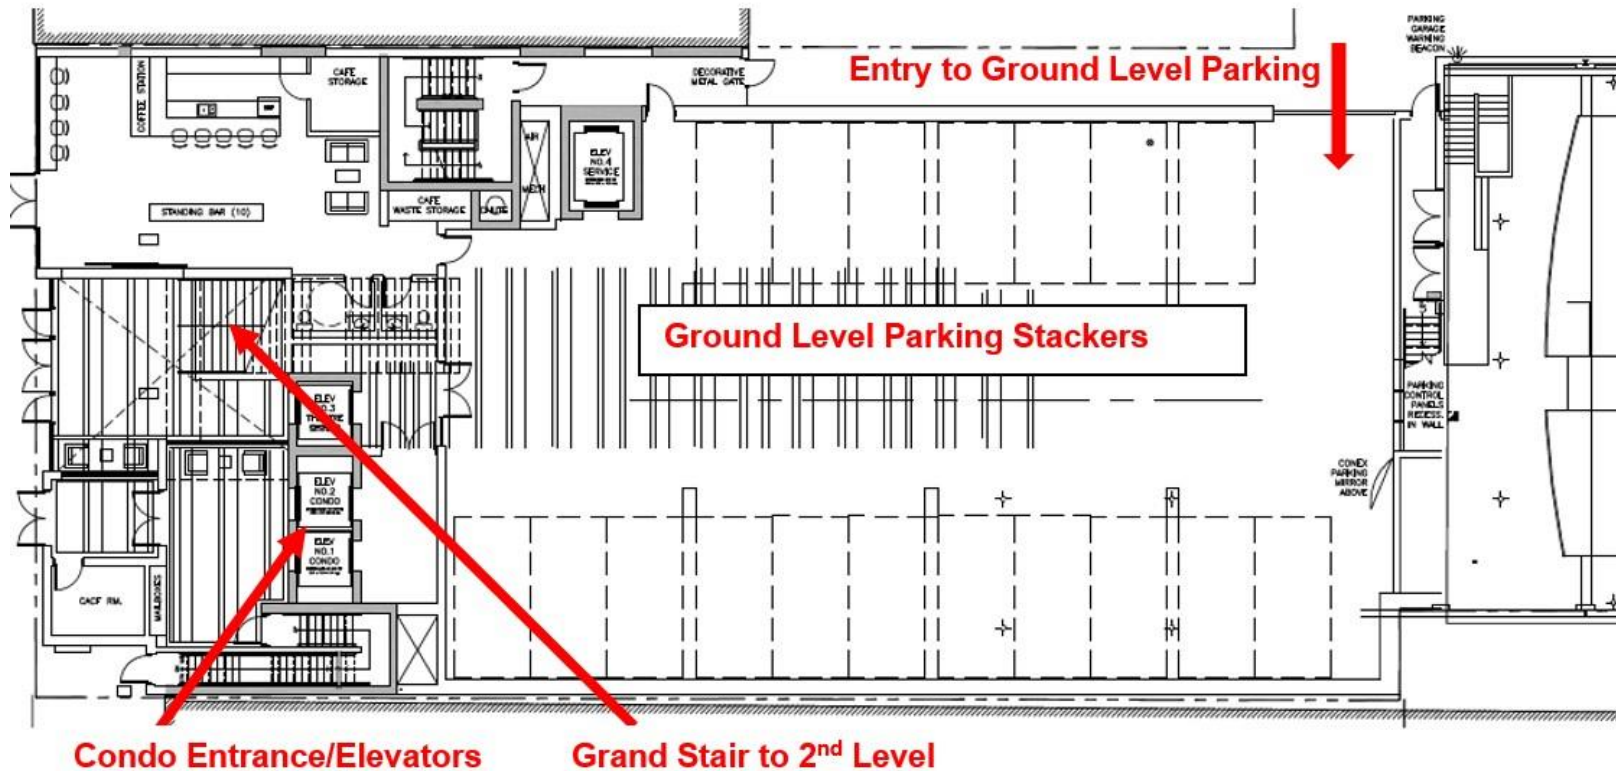 PARKING
GARAGE
WARNING
BEACON
Entry to Ground Level Parking
DECORATIVE
METAL GATE
CAFE
STORAGE
COFFEE STATION
AIR
MECH
ELEV
NO.4
SERVICE
CAFE
WASTE STORAGE
CHUTE
STANDING BAR (10)
Ground Level Parking Stackers
ELEV
NO.3
ELEV
NO.2
CONDO
ELEV
NO.1
CONDO
PARKING
CONTROL
PANELS
RECESS.
IN WALL
CONEX
PARKING
MIRROR
ABOVE
CACF RM.
MAILBOXES
Condo Entrance/Elevators
Grand Stair to 2nd Level